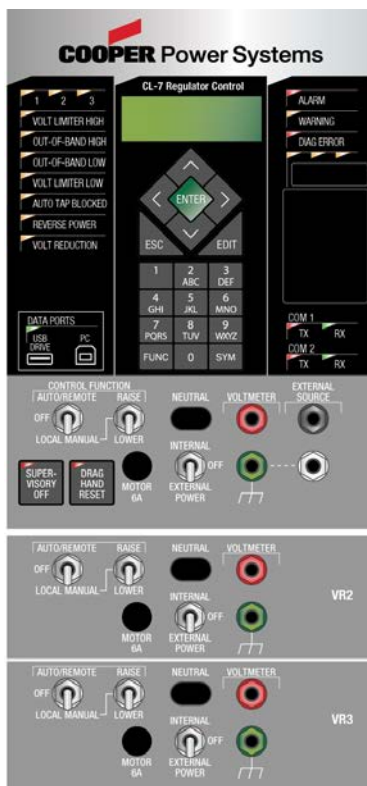 COOPER Power Systems
CL-7 Regulator Control
1 2 3
VOLT LIMITER HIGH
OUT-OF-BAND HIGH
OUT-OF-BAND LOW
VOLT LIMITER LOW
AUTO TAP BLOCKED
REVERSE POWER
VOLT REDUCTION
DATA PORTS
USB DRIVE
PC
ENTER
ESC
EDIT
1
2 ABC
3 DEF
4 GHI
5 JKL
6 MNO
7 PQRS
8 TUV
9 WXYZ
FUNC
0
SYM
ALARM
WARNING
DIAG ERROR
COM 1
TX RX
COM 2
TX RX
CONTROL FUNCTION
AUTO/REMOTE
OFF
LOCAL MANUAL
RAISE
LOWER
NEUTRAL
VOLTMETER
EXTERNAL
SOURCE
SUPER-
VISORY
OFF
DRAG
HAND
RESET
MOTOR
6A
INTERNAL
OFF
EXTERNAL
POWER
AUTO/REMOTE
OFF
LOCAL MANUAL
RAISE
LOWER
NEUTRAL
VOLTMETER
MOTOR
6A
INTERNAL
OFF
EXTERNAL
POWER
VR2
AUTO/REMOTE
OFF
LOCAL MANUAL
RAISE
LOWER
NEUTRAL
VOLTMETER
MOTOR
6A
INTERNAL
OFF
EXTERNAL
POWER
VR3